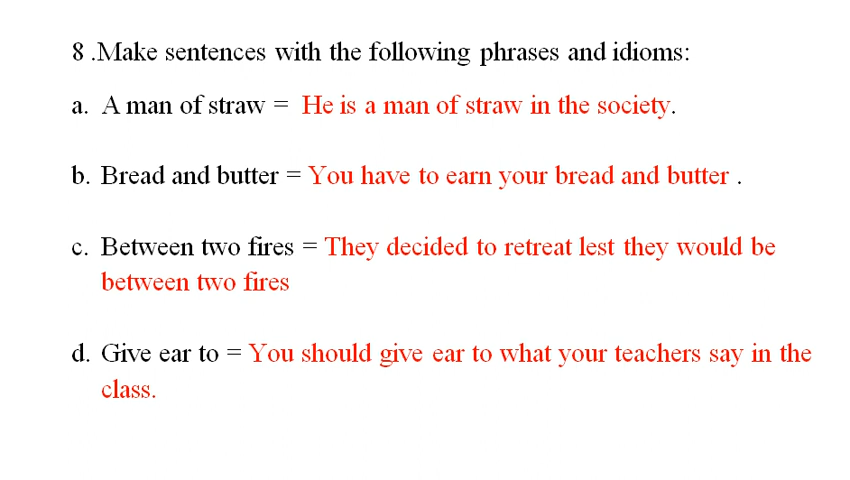 8 .Make sentences with the following phrases and idioms:
a. A man of straw = He is a man of straw in the society.
b. Bread and butter = You have to earn your bread and butter .
c. Between two fires = They decided to retreat lest they would be
between two fires
d. Give ear to = You should give ear to what your teachers say in the
class.